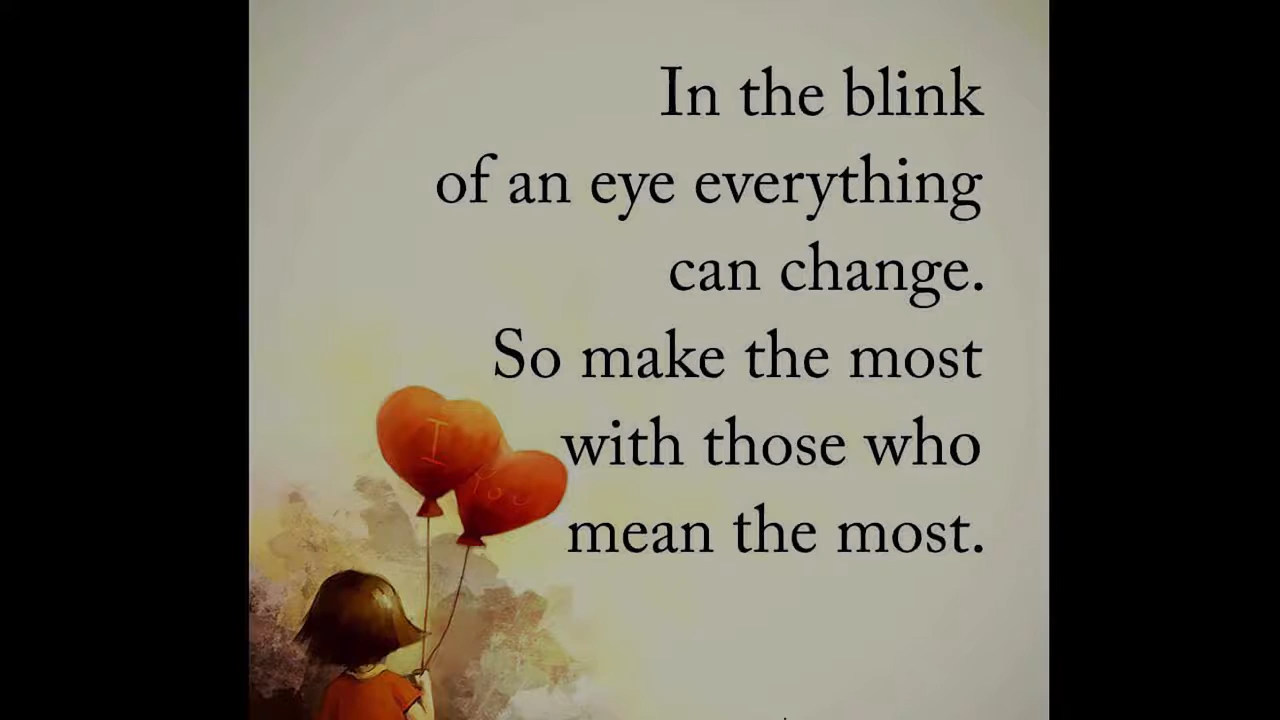 In the blink
of an eye everything
can change.
So make the most
with those who
mean the most.
I
You